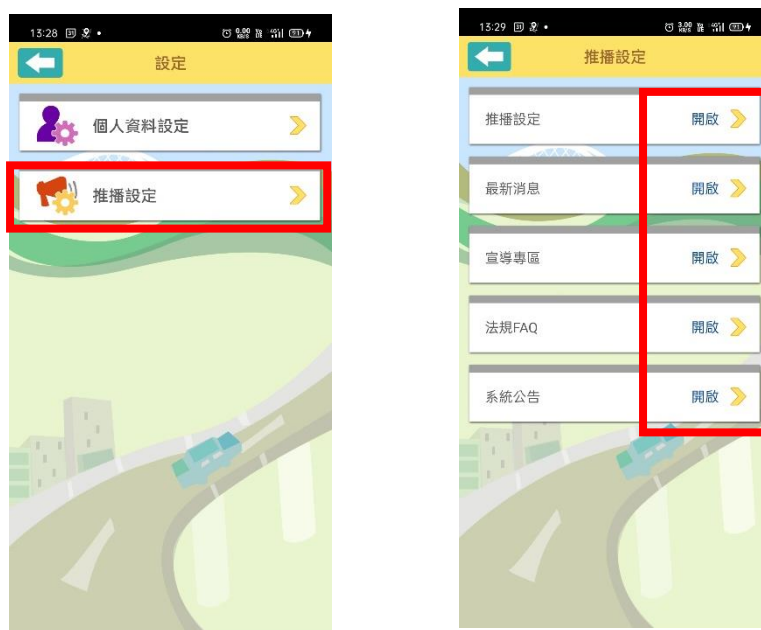 13:28
設定
個人資料設定
推播設定
13:29
推播設定
推播設定 開啟
最新消息 開啟
宣導專區 開啟
法規FAQ 開啟
系統公告 開啟